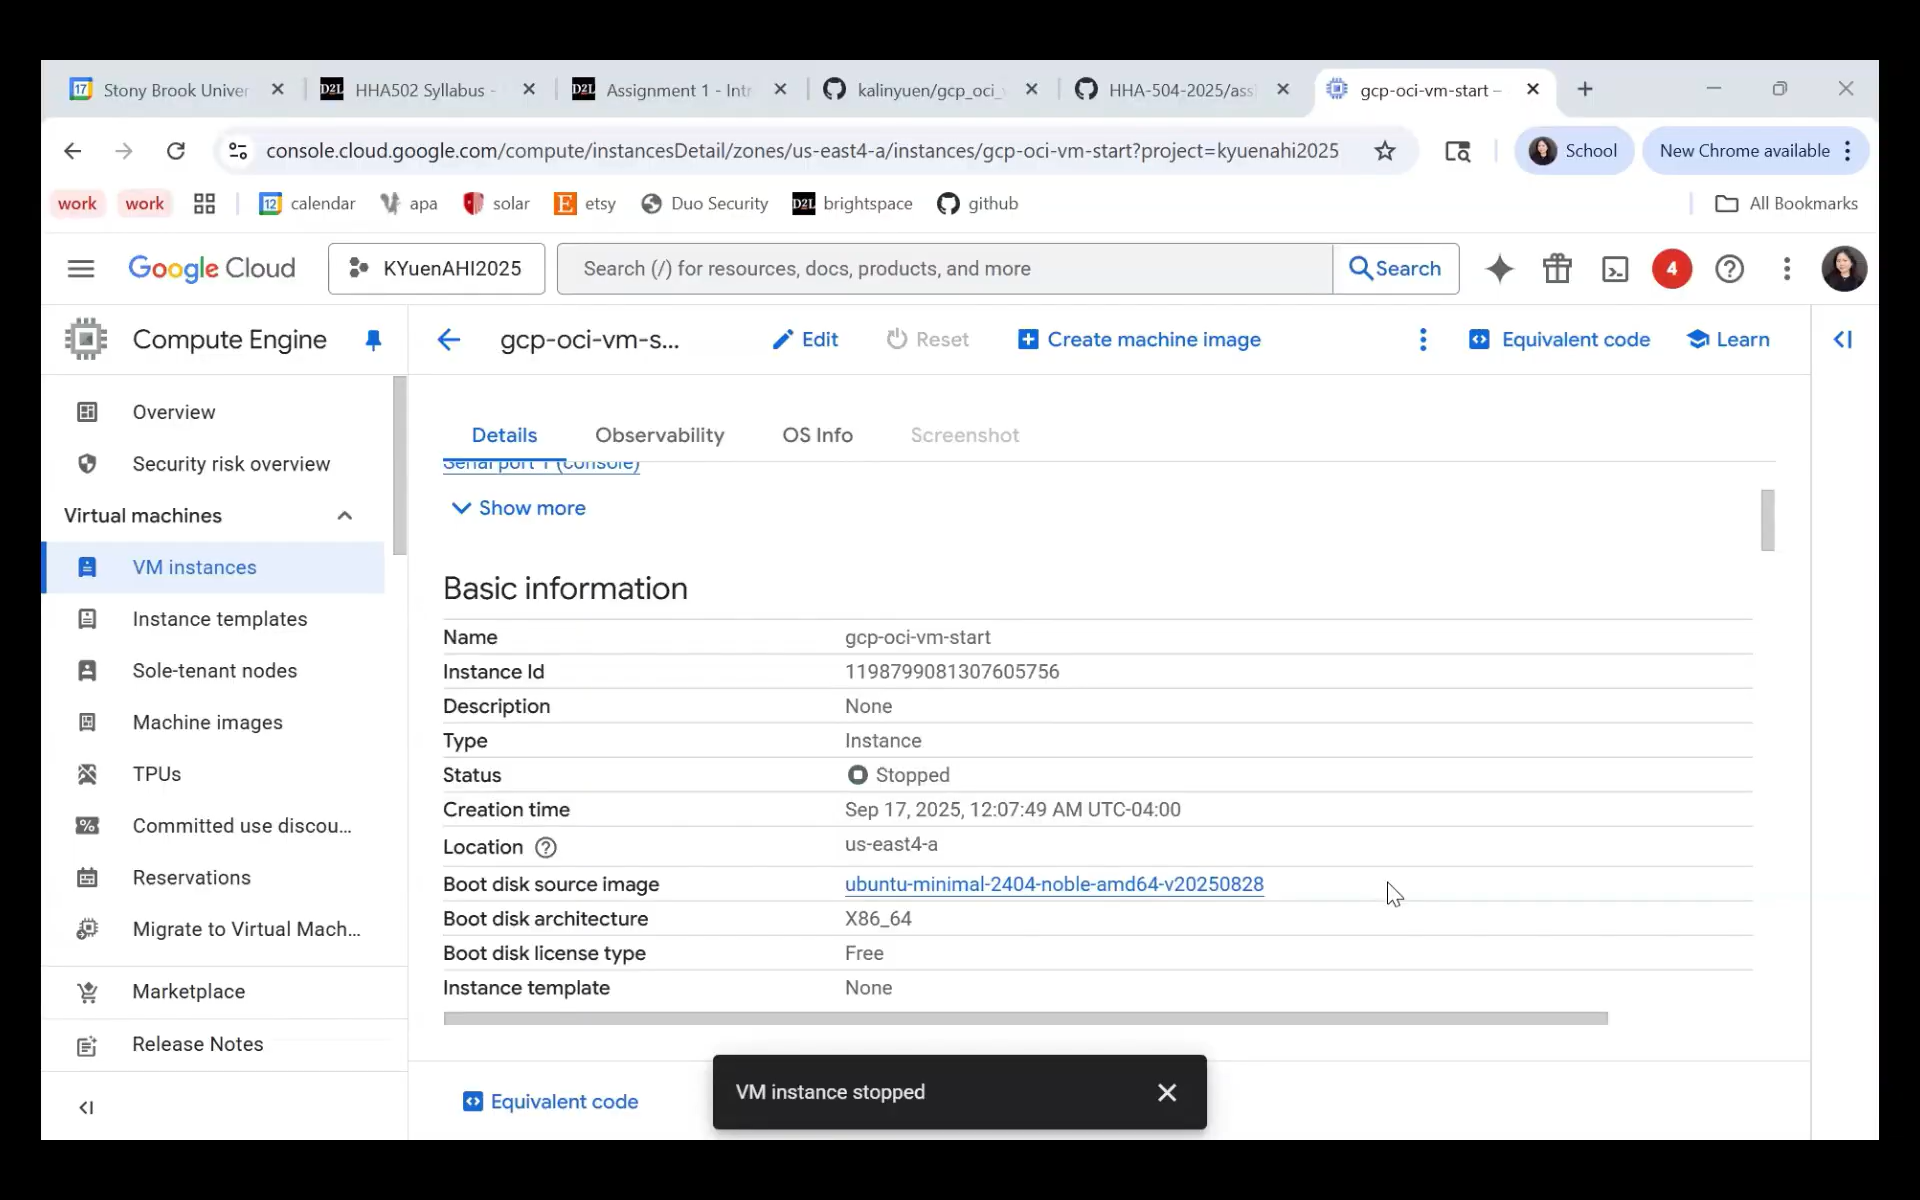 Stony Brook Univer
HHA502 Syllabus -
Assignment 1 - Intr
kalinyuen/gcp_oci_
HHA-504-2025/ass
gcp-oci-vm-start –
console.cloud.google.com/compute/instancesDetail/zones/us-east4-a/instances/gcp-oci-vm-start?project=kyuenahi2025
School
New Chrome available
work
work
calendar
apa
solar
etsy
Duo Security
brightspace
github
All Bookmarks
Google Cloud
KYuenAHI2025
Search (/) for resources, docs, products, and more
Search
4
Compute Engine
gcp-oci-vm-s...
Edit
Reset
Create machine image
Equivalent code
Learn
Overview
Security risk overview
Virtual machines
VM instances
Instance templates
Sole-tenant nodes
Machine images
TPUs
Committed use discou...
Reservations
Migrate to Virtual Mach...
Marketplace
Release Notes
Details
Observability
OS Info
Screenshot
Serial port 1 (console)
Show more
Basic information
Name gcp-oci-vm-start
Instance Id 1198799081307605756
Description None
Type Instance
Status Stopped
Creation time Sep 17, 2025, 12:07:49 AM UTC-04:00
Location us-east4-a
Boot disk source image ubuntu-minimal-2404-noble-amd64-v20250828
Boot disk architecture X86_64
Boot disk license type Free
Instance template None
Equivalent code
VM instance stopped